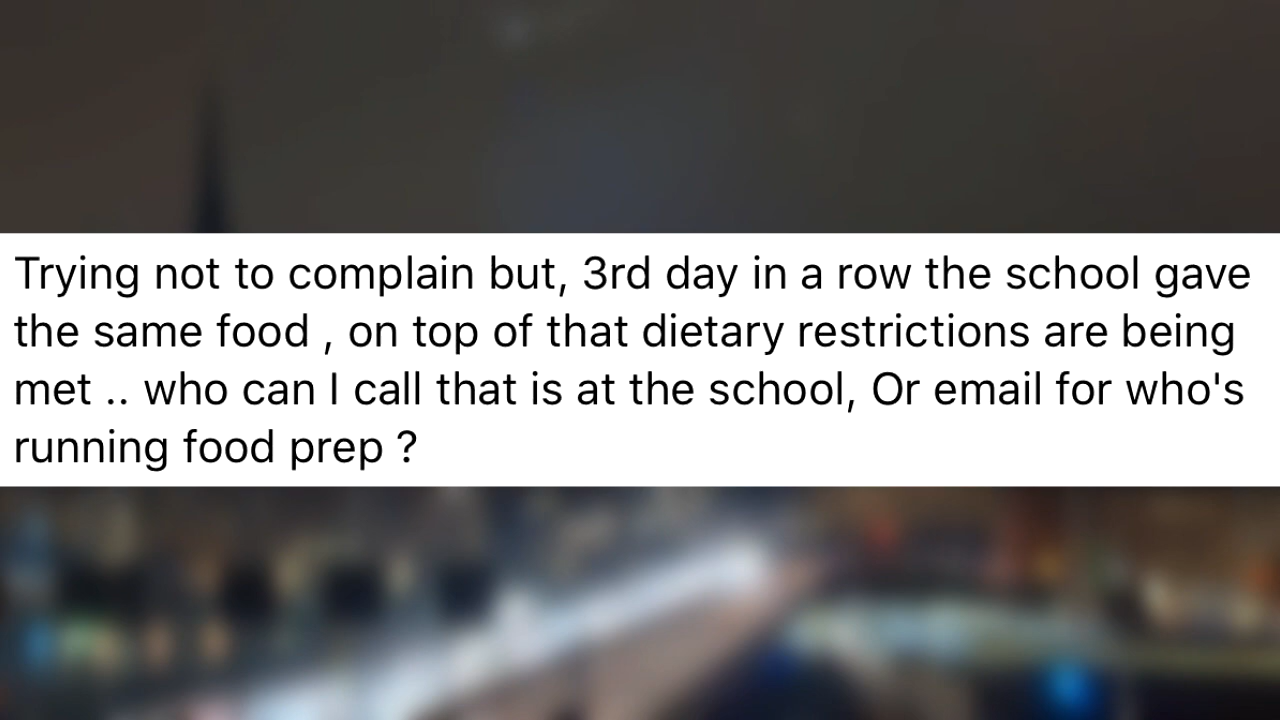 Trying not to complain but, 3rd day in a row the school gave
the same food , on top of that dietary restrictions are being
met .. who can I call that is at the school, Or email for who's
running food prep ?